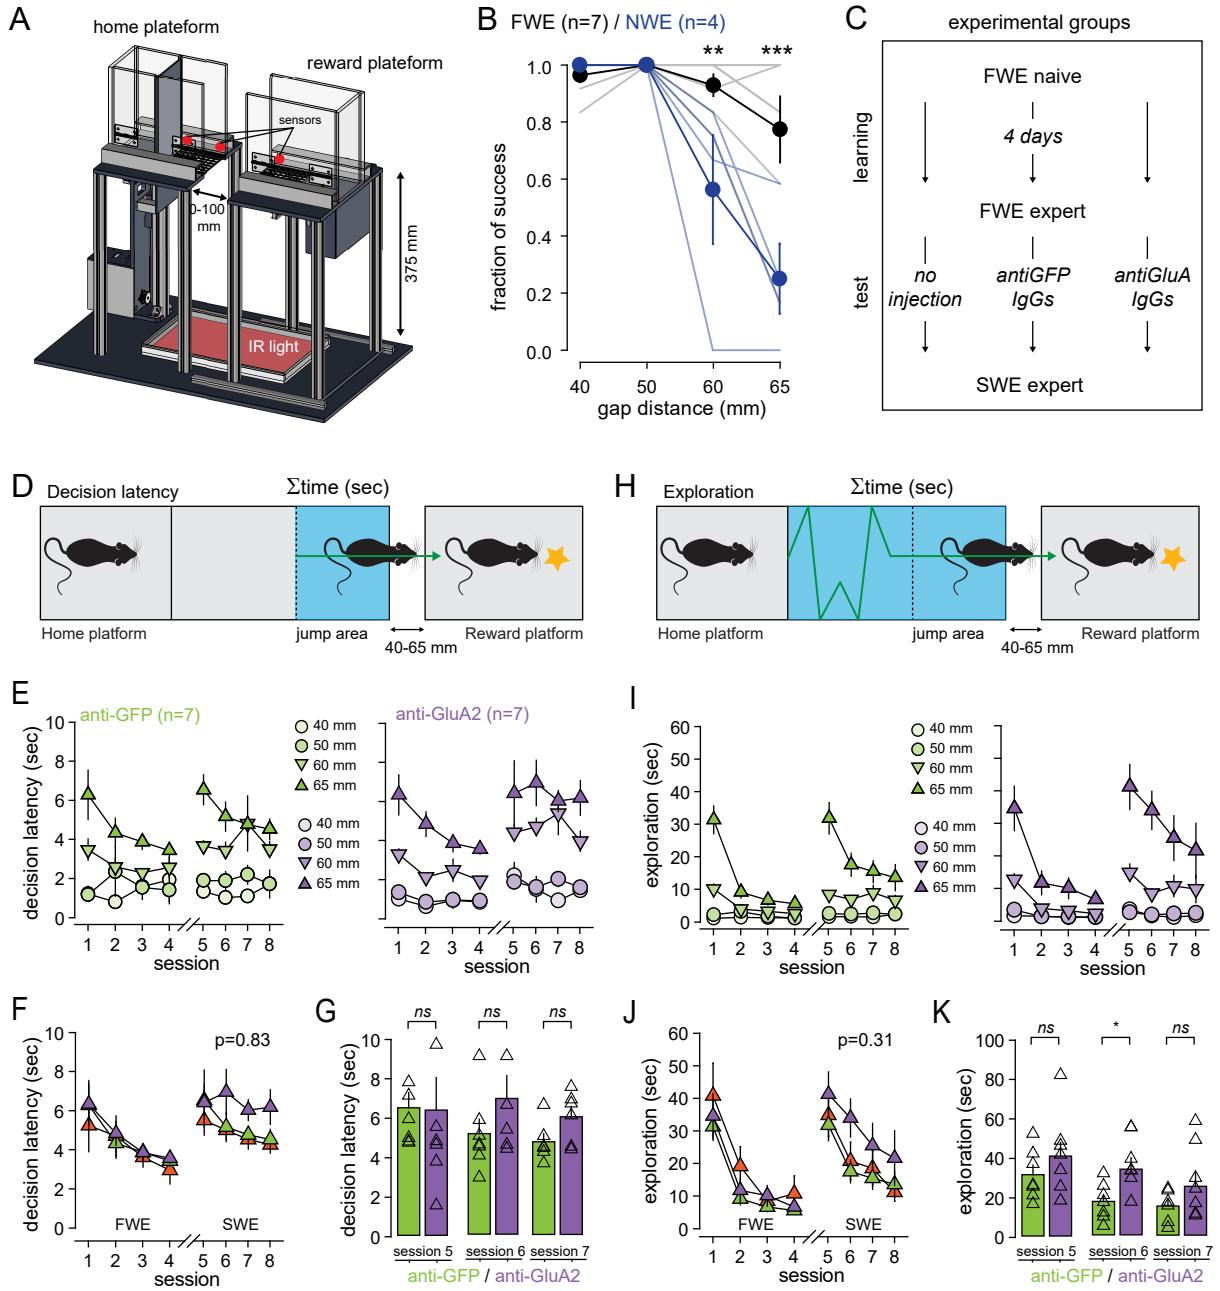 A
home plateform
reward plateform
sensors
0-100
mm
375 mm
IR light
B
FWE (n=7) / NWE (n=4)
** ***
fraction of success
1.0
0.8
0.6
0.4
0.2
0.0
40 50 60 65
gap distance (mm)
C
experimental groups
learning
test
FWE naive
4 days
FWE expert
no
injection
antiGFP
IgGs
antiGluA
IgGs
SWE expert
D
Decision latency
Σtime (sec)
Home platform
jump area
40-65 mm
Reward platform
H
Exploration
Σtime (sec)
Home platform
jump area
40-65 mm
Reward platform
E
anti-GFP (n=7)
decision latency (sec)
10
8
6
4
2
0
1 2 3 4 5 6 7 8
session
40 mm
50 mm
60 mm
65 mm
40 mm
50 mm
60 mm
65 mm
anti-GluA2 (n=7)
1 2 3 4 5 6 7 8
session
I
exploration (sec)
60
40
30
20
10
0
1 2 3 4 5 6 7 8
session
40 mm
50 mm
60 mm
65 mm
40 mm
50 mm
60 mm
65 mm
1 2 3 4 5 6 7 8
session
F
decision latency (sec)
10
8
6
4
2
0
p=0.83
FWE SWE
1 2 3 4 5 6 7 8
session
G
decision latency (sec)
10
8
6
4
2
0
ns ns ns
session 5 session 6 session 7
anti-GFP / anti-GluA2
J
exploration (sec)
60
50
40
30
20
10
0
p=0.31
FWE SWE
1 2 3 4 5 6 7 8
session
K
exploration (sec)
100
80
60
40
20
0
ns * ns
session 5 session 6 session 7
anti-GFP / anti-GluA2